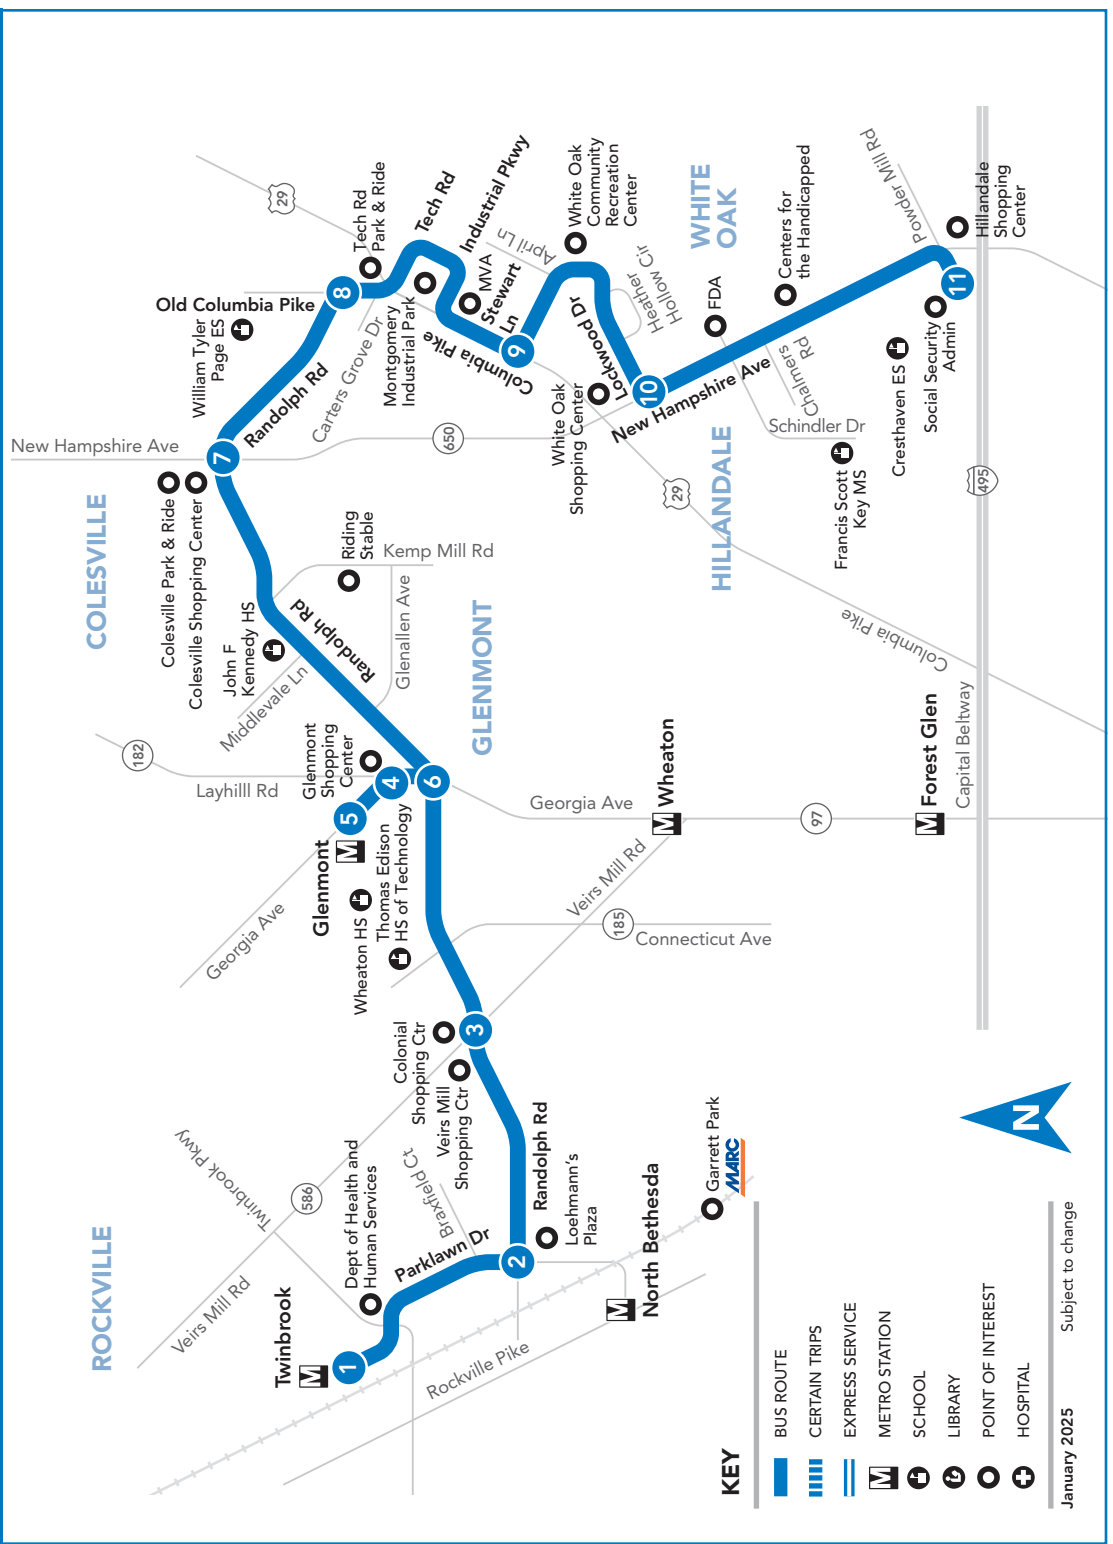 ROCKVILLE
COLESVILLE
GLENMONT
HILLANDALE
WHITE
OAK
Twinbrook
1
Dept of Health and
Human Services
Veirs Mill Rd
586
Twinbrook Pkwy
Parklawn Dr
Braxfield Ct
Rockville Pike
2
Randolph Rd
Loehmann's
Plaza
North Bethesda
Garrett Park
MARC
Veirs Mill
Shopping Ctr
Colonial
Shopping Ctr
3
Georgia Ave
Glenmont
Wheaton HS
Thomas Edison
HS of Technology
185
Connecticut Ave
Veirs Mill Rd
5
4
6
Glenmont
Shopping
Center
Layhilll Rd
182
Georgia Ave
Wheaton
97
Forest Glen
Capital Beltway
Middlevale Ln
John F
Kennedy HS
Randolph Rd
Glenallen Ave
Kemp Mill Rd
Riding
Stable
Colesville Park & Ride
Colesville Shopping Center
New Hampshire Ave
7
Randolph Rd
650
William Tyler
Page ES
Old Columbia Pike
8
29
Tech Rd
Park & Ride
Carters Grove Dr
Montgomery
Industrial Park
Tech Rd
Industrial Pkwy
MVA
Stewart
Ln
Columbia Pike
9
April Ln
White Oak
Community
Recreation
Center
Lockwood Dr
Heather
Hollow Cir
White Oak
Shopping Center
10
New Hampshire Ave
29
Columbia Pike
FDA
Centers for
the Handicapped
Chalmers
Rd
Schindler Dr
Francis Scott
Key MS
Cresthaven ES
Social Security
Admin
11
Powder Mill Rd
Hillandale
Shopping
Center
495
N
KEY
BUS ROUTE
CERTAIN TRIPS
EXPRESS SERVICE
M
METRO STATION
SCHOOL
LIBRARY
POINT OF INTEREST
HOSPITAL
January 2025
Subject to change
M
M
M
M
M